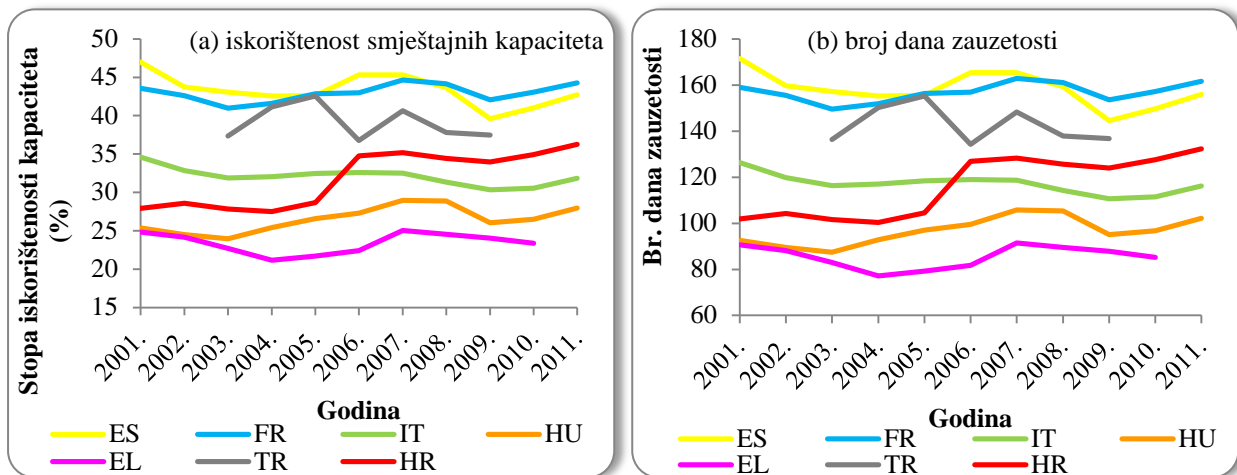 (a) iskorištenost smještajnih kapaciteta
Stopa iskorištenosti kapaciteta
(%)
50
45
40
35
30
25
20
15
2001.
2002.
2003.
2004.
2005.
2006.
2007.
2008.
2009.
2010.
2011.
Godina
ES
FR
IT
HU
EL
TR
HR
(b) broj dana zauzetosti
Br. dana zauzetosti
180
160
140
120
100
80
60
2001.
2002.
2003.
2004.
2005.
2006.
2007.
2008.
2009.
2010.
2011.
Godina
ES
FR
IT
HU
EL
TR
HR